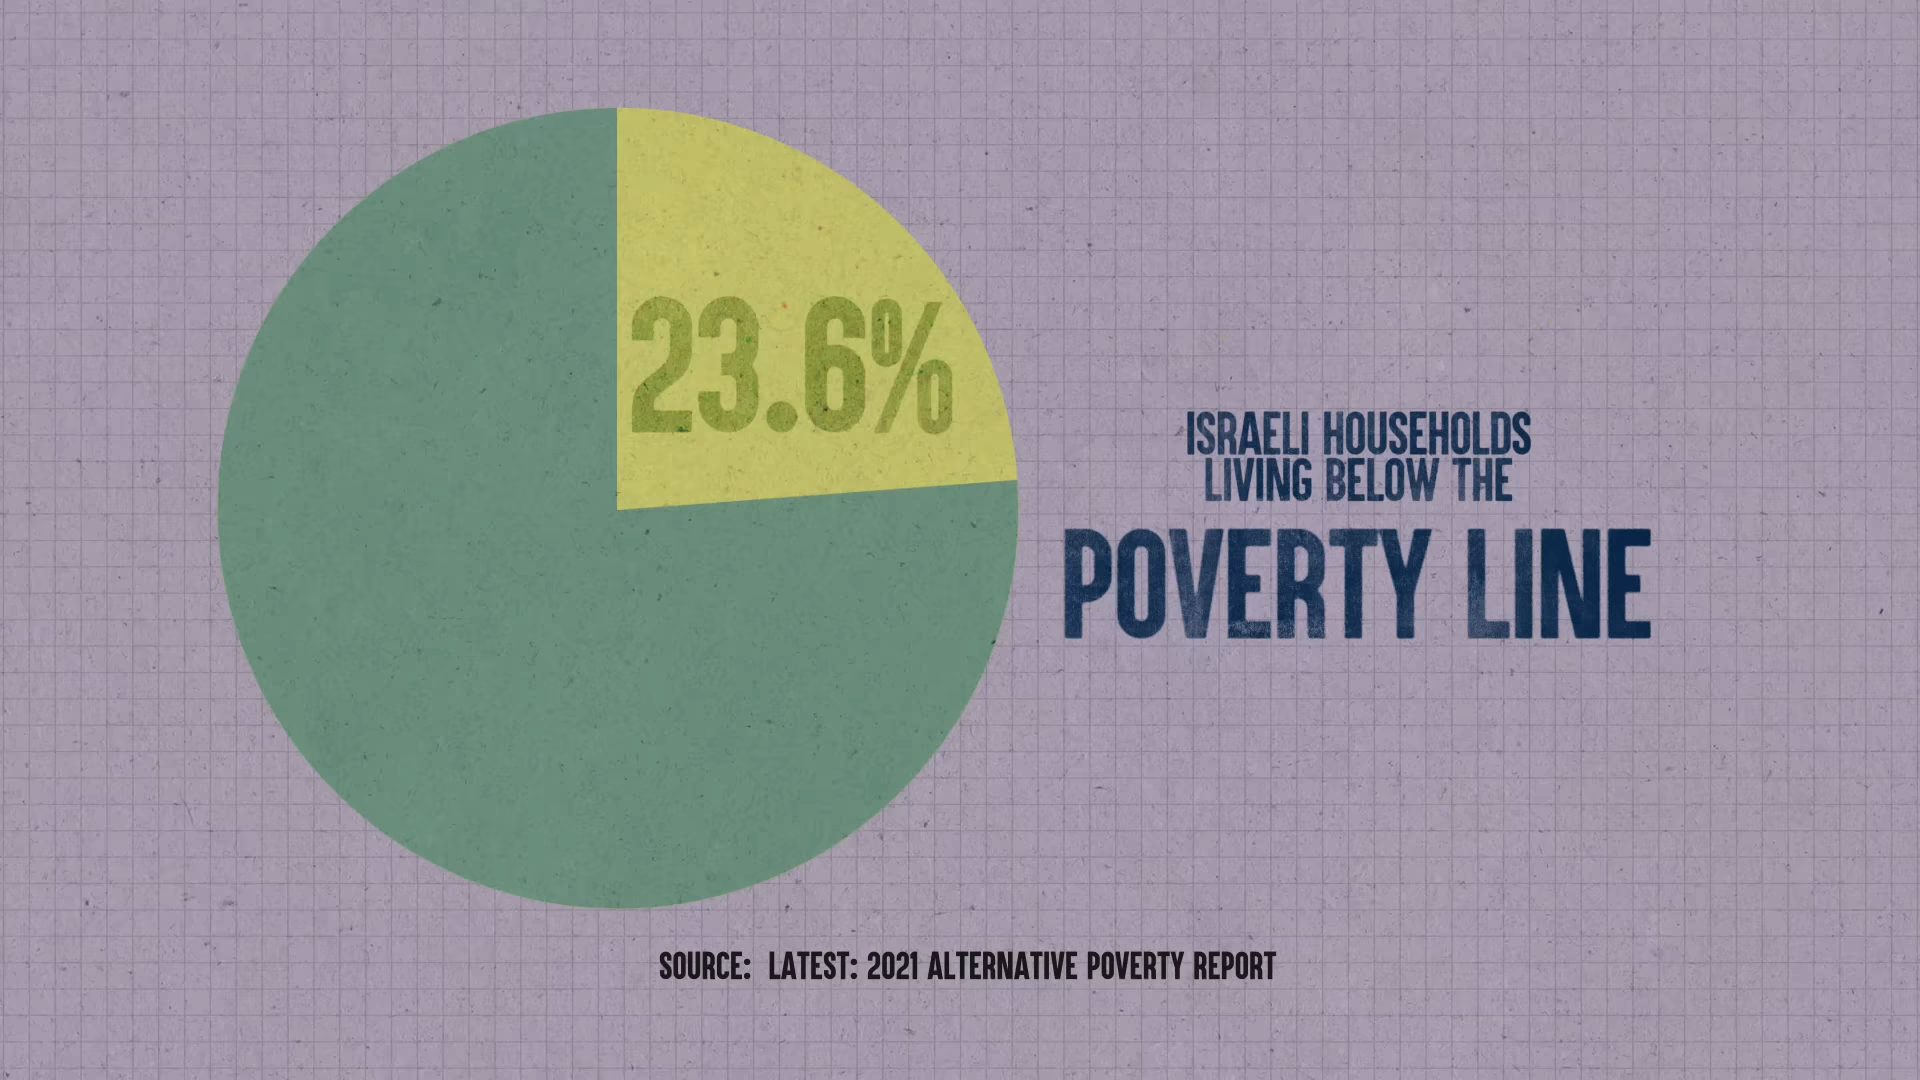 23.6%
ISRAELI HOUSEHOLDS
LIVING BELOW THE
POVERTY LINE
SOURCE: LATEST: 2021 ALTERNATIVE POVERTY REPORT